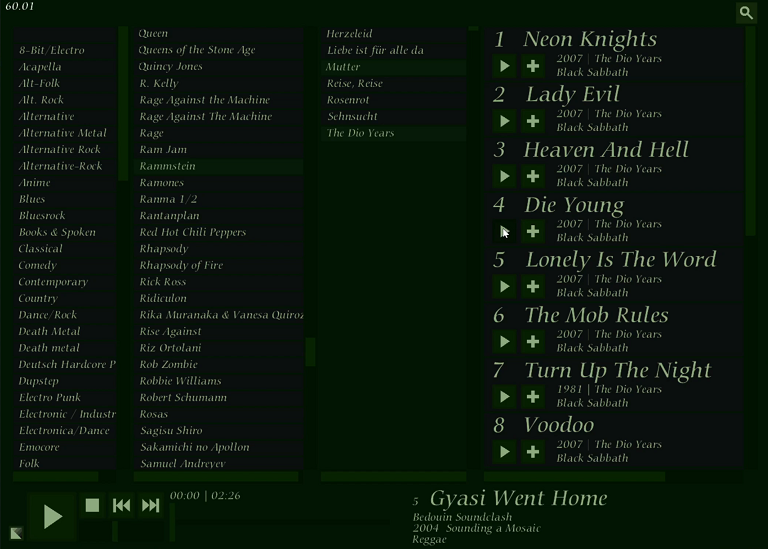 60.01
8-Bit/Electro
Acapella
Alt-Folk
Alt. Rock
Alternative
Alternative Metal
Alternative Rock
Alternative-Rock
Anime
Blues
Bluesrock
Books & Spoken
Classical
Comedy
Contemporary
Country
Dance/Rock
Death Metal
Death metal
Deutsch Hardcore P
Dupstep
Electro Punk
Electronic / Industr
Electronica/Dance
Emocore
Folk
Queen
Queens of the Stone Age
Quincy Jones
R. Kelly
Rage Against the Machine
Rage Against The Machine
Rage
Ram Jam
Rammstein
Ramones
Ranma 1/2
Rantanplan
Red Hot Chili Peppers
Rhapsody
Rhapsody of Fire
Rick Ross
Ridiculon
Rika Muranaka & Vanesa Quiroz
Rise Against
Riz Ortolani
Rob Zombie
Robbie Williams
Robert Schumann
Rosas
Sagisu Shiro
Sakamichi no Apollon
Samuel Andreyev
Herzeleid
Liebe ist für alle da
Mutter
Reise, Reise
Rosenrot
Sehnsucht
The Dio Years
1 Neon Knights
2007 | The Dio Years
Black Sabbath
2 Lady Evil
2007 | The Dio Years
Black Sabbath
3 Heaven And Hell
2007 | The Dio Years
Black Sabbath
4 Die Young
2007 | The Dio Years
Black Sabbath
5 Lonely Is The Word
2007 | The Dio Years
Black Sabbath
6 The Mob Rules
2007 | The Dio Years
Black Sabbath
7 Turn Up The Night
1981 | The Dio Years
Black Sabbath
8 Voodoo
2007 | The Dio Years
Black Sabbath
00:00 | 02:26
5 Gyasi Went Home
Bedouin Soundclash
2004 Sounding a Mosaic
Reggae